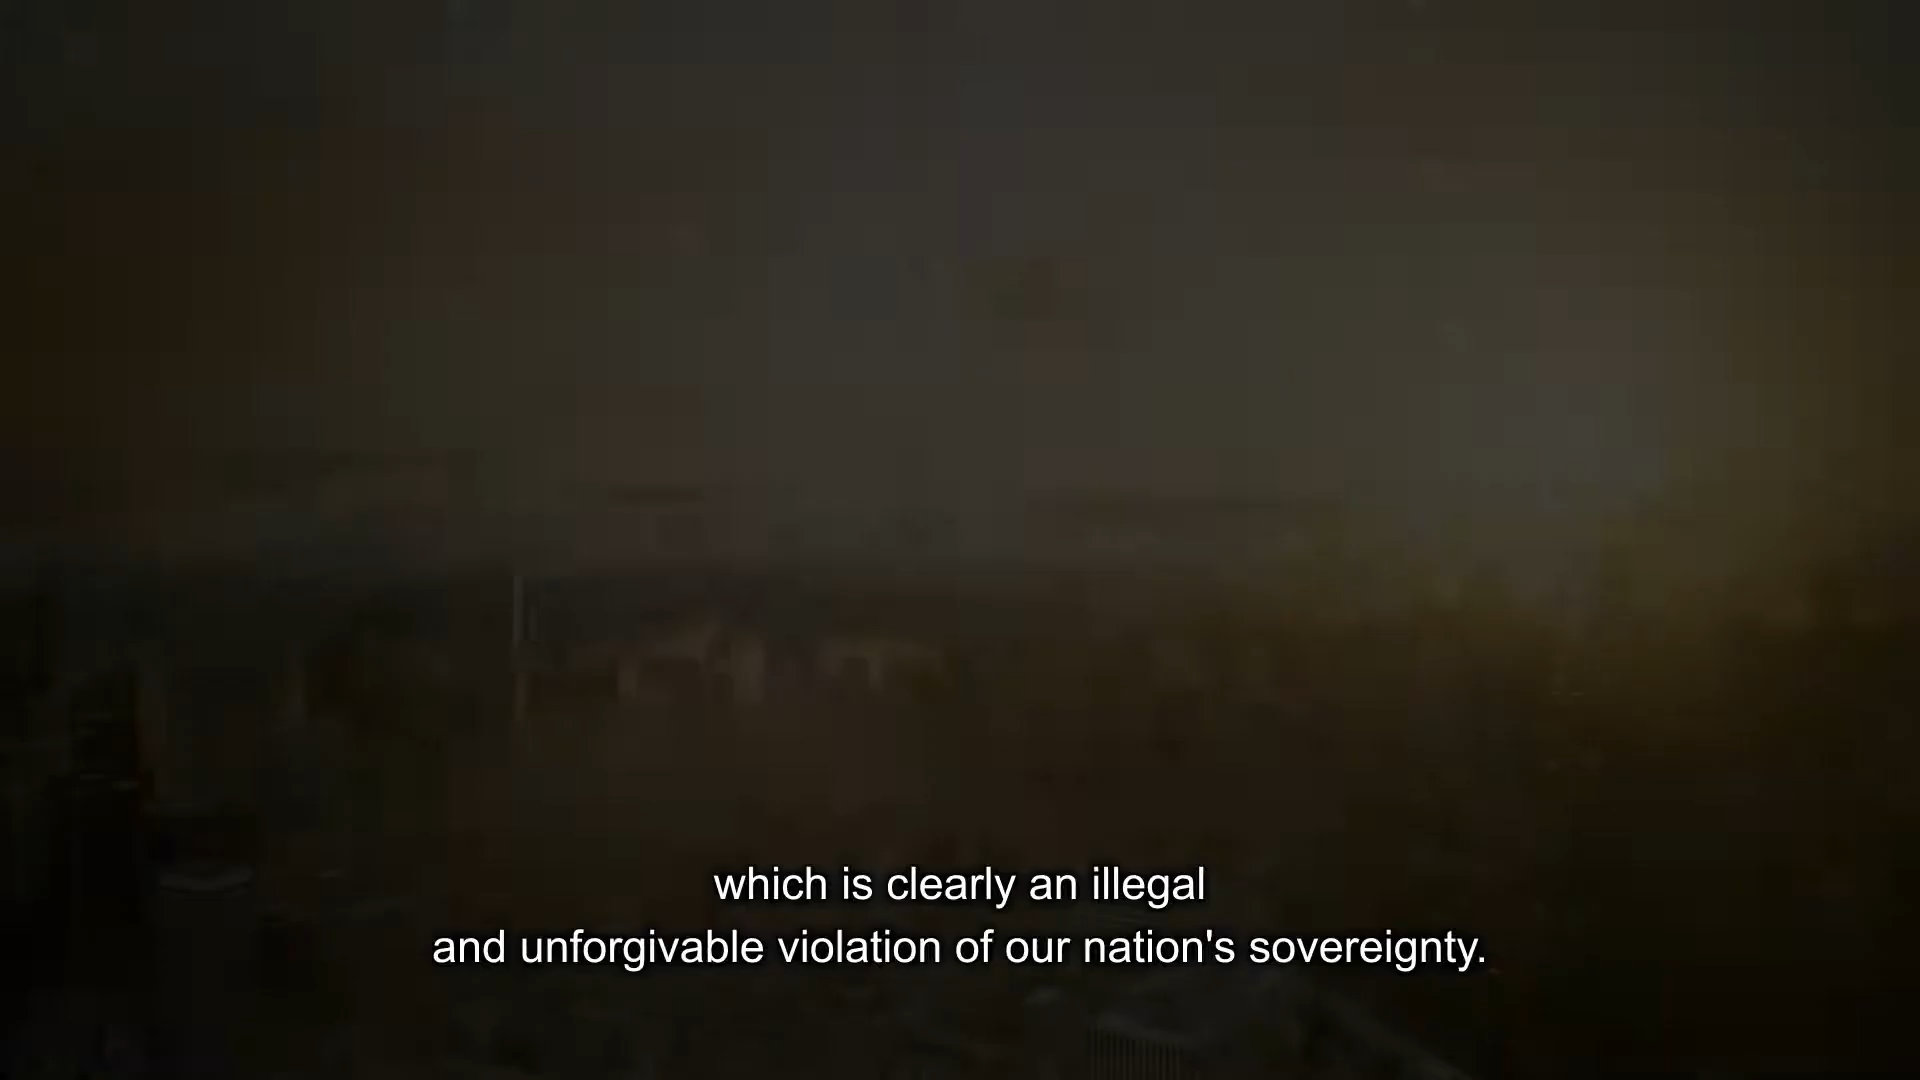 which is clearly an illegal
and unforgivable violation of our nation's sovereignty.